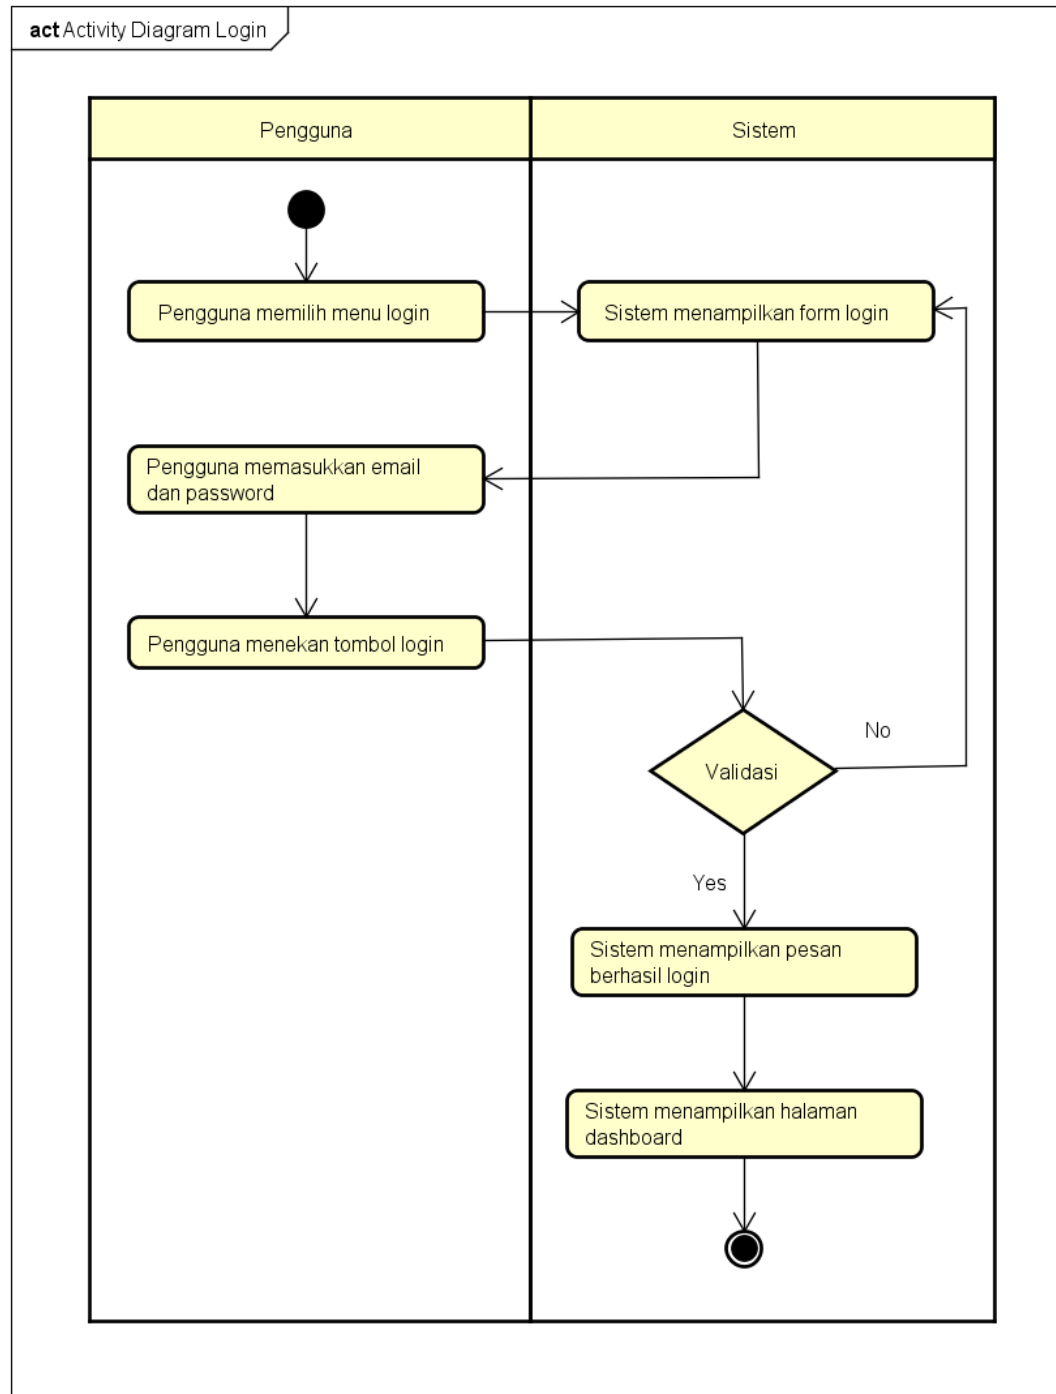 act Activity Diagram Login
Pengguna
Sistem
Pengguna memilih menu login
Sistem menampilkan form login
Pengguna memasukkan email
dan password
Pengguna menekan tombol login
No
Validasi
Yes
Sistem menampilkan pesan
berhasil login
Sistem menampilkan halaman
dashboard